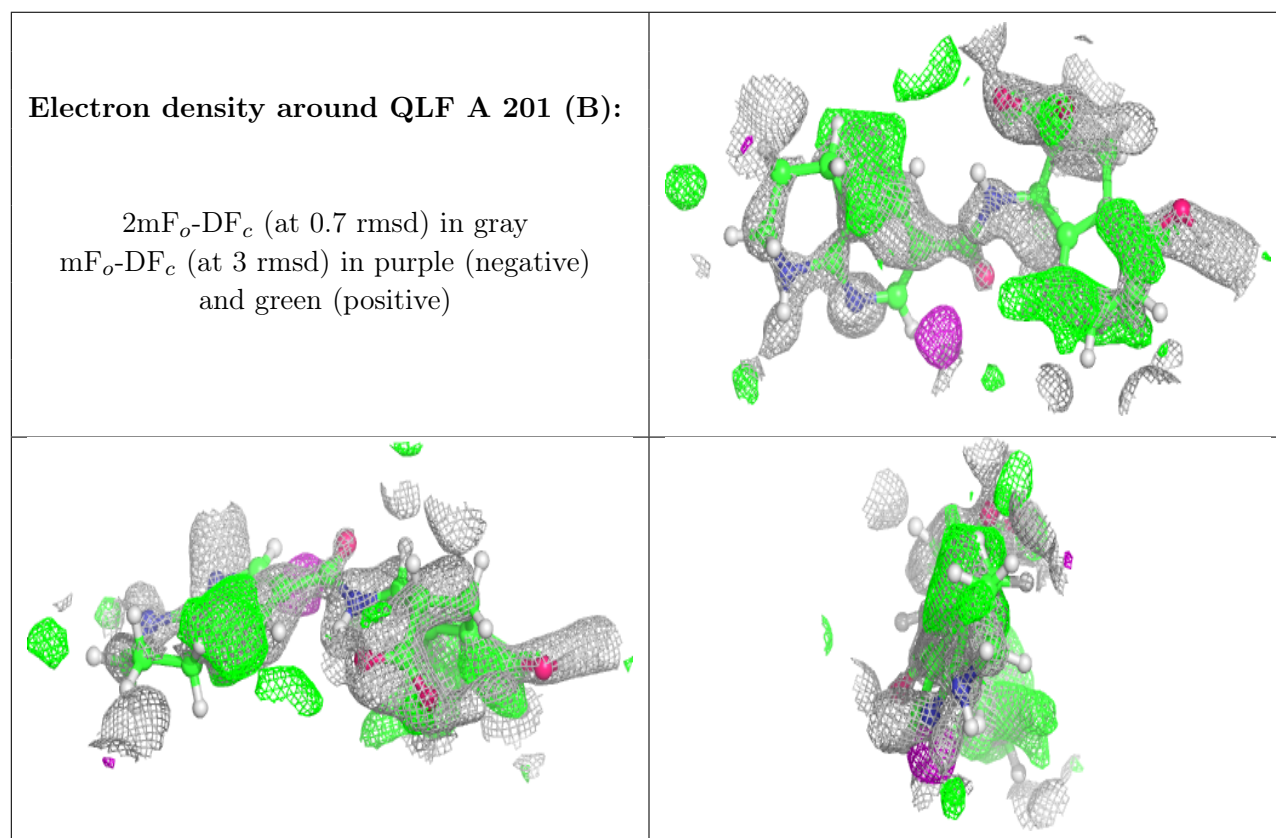 Electron density around QLF A 201 (B):
2mFₒ-DF𝒸 (at 0.7 rmsd) in gray
mFₒ-DF𝒸 (at 3 rmsd) in purple (negative)
and green (positive)